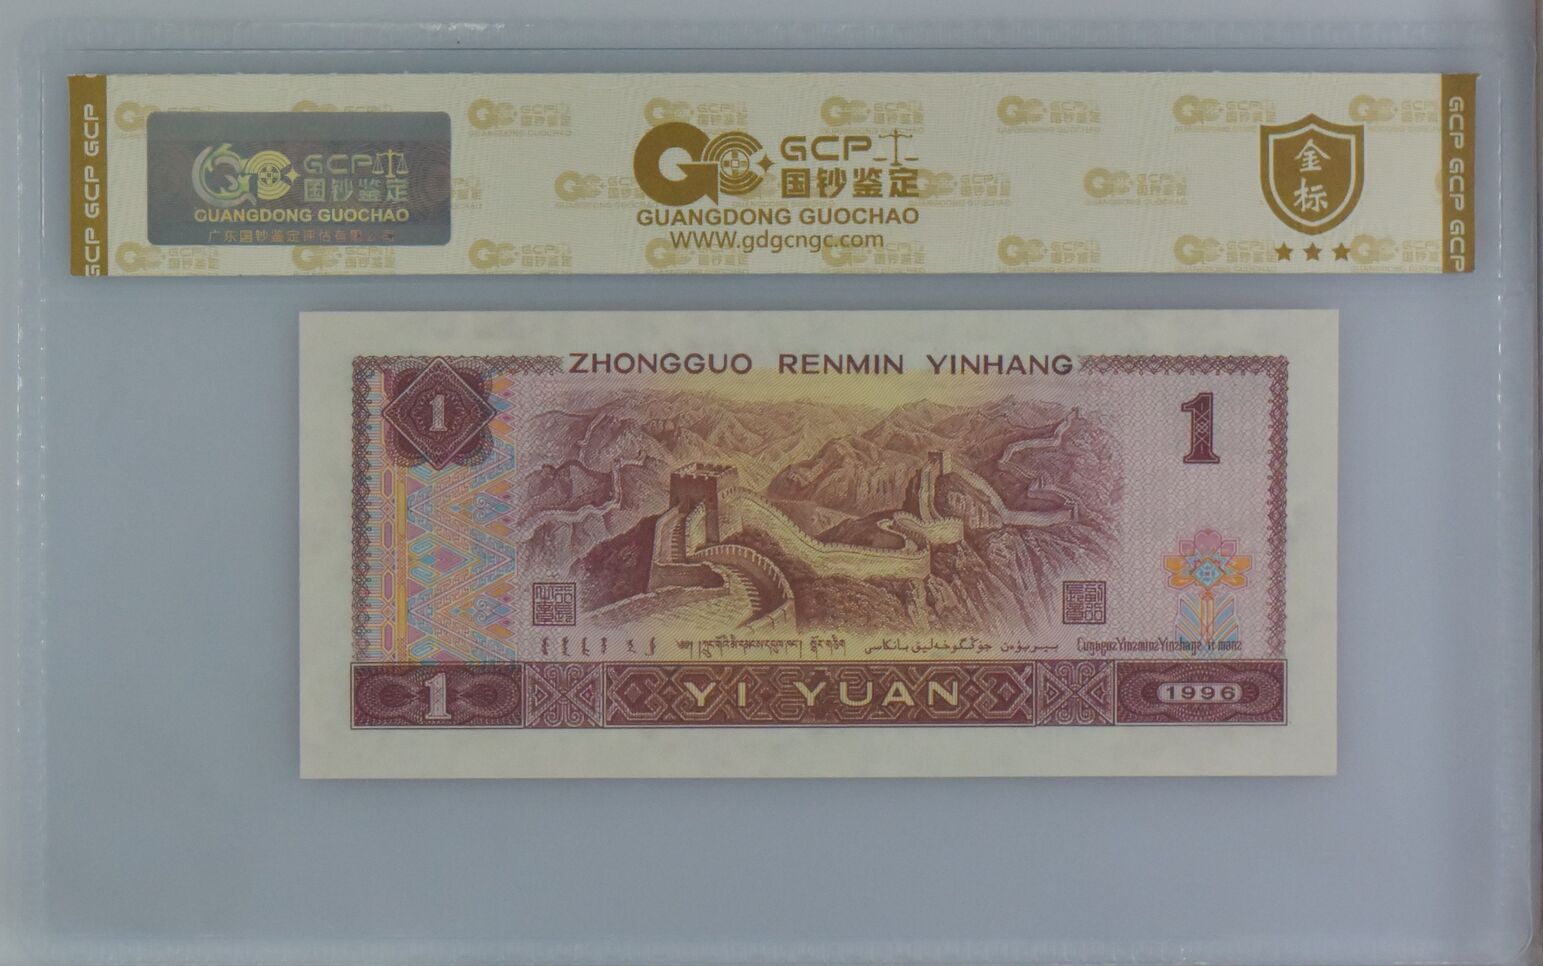 GCP GCP GCP
GCP 国钞鉴定
GUANGDONG GUOCHAO
广东国钞鉴定评估有限公司
GCP
国钞鉴定
GUANGDONG GUOCHAO
WWW.gdgcngc.com
金标
GCP GCP GCP
ZHONGGUO RENMIN YINHANG
1
1
1
YI YUAN
1996